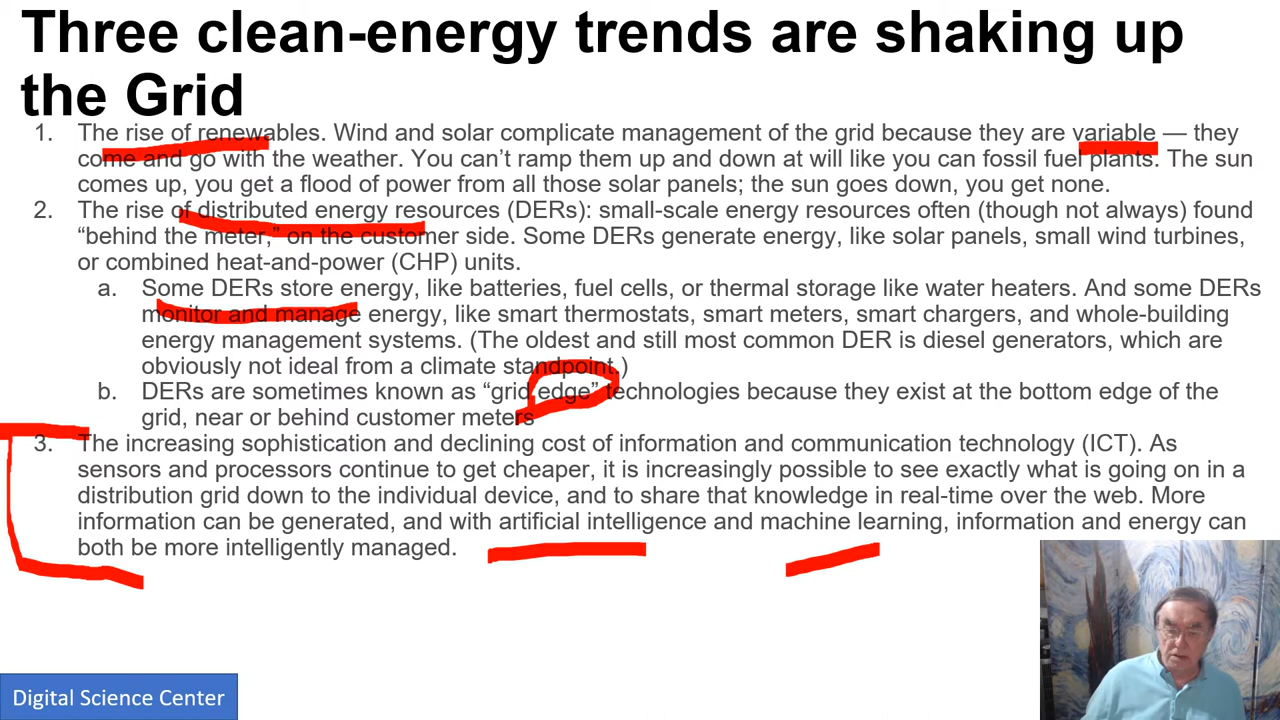 Three clean-energy trends are shaking up
the Grid
1. The rise of renewables. Wind and solar complicate management of the grid because they are variable — they
come and go with the weather. You can’t ramp them up and down at will like you can fossil fuel plants. The sun
comes up, you get a flood of power from all those solar panels; the sun goes down, you get none.
2. The rise of distributed energy resources (DERs): small-scale energy resources often (though not always) found
“behind the meter,” on the customer side. Some DERs generate energy, like solar panels, small wind turbines,
or combined heat-and-power (CHP) units.
a. Some DERs store energy, like batteries, fuel cells, or thermal storage like water heaters. And some DERs
monitor and manage energy, like smart thermostats, smart meters, smart chargers, and whole-building
energy management systems. (The oldest and still most common DER is diesel generators, which are
obviously not ideal from a climate standpoint.)
b. DERs are sometimes known as “grid edge” technologies because they exist at the bottom edge of the
grid, near or behind customer meters
3. The increasing sophistication and declining cost of information and communication technology (ICT). As
sensors and processors continue to get cheaper, it is increasingly possible to see exactly what is going on in a
distribution grid down to the individual device, and to share that knowledge in real-time over the web. More
information can be generated, and with artificial intelligence and machine learning, information and energy can
both be more intelligently managed.
Digital Science Center